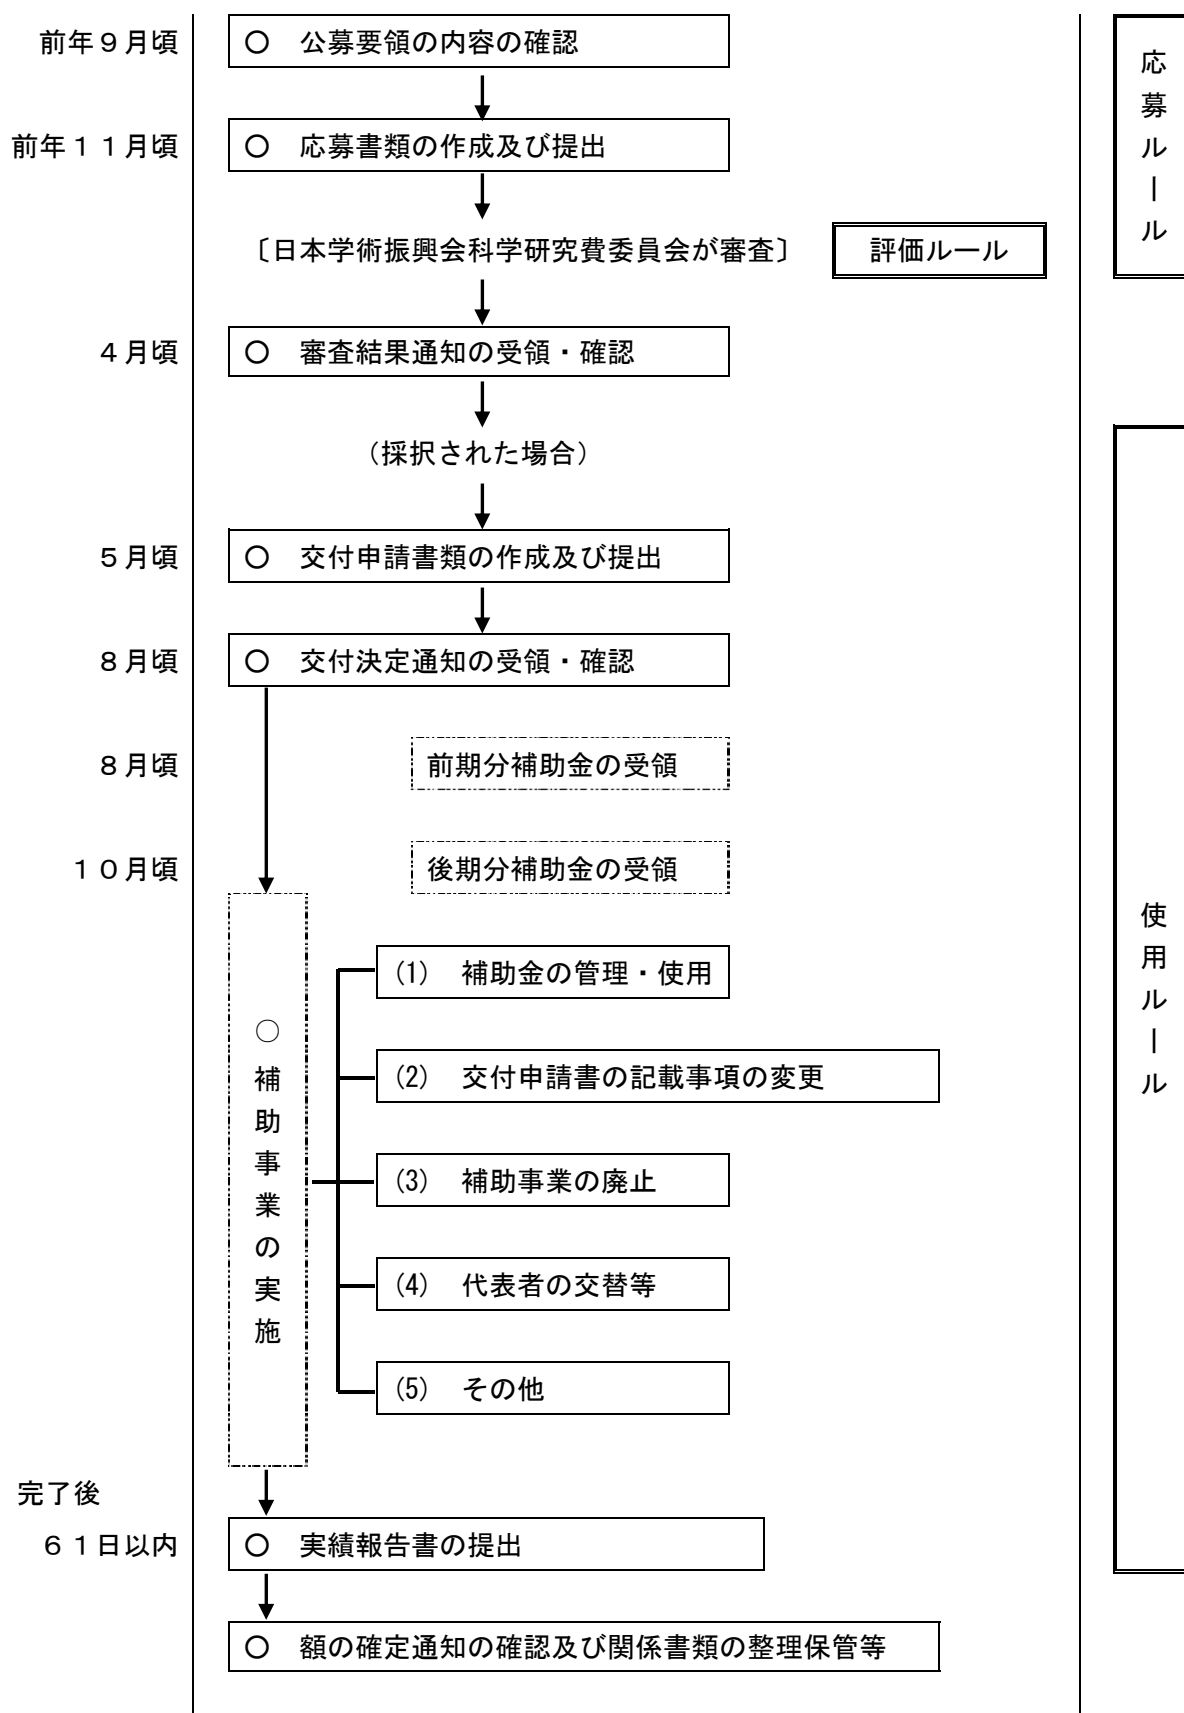 前年９月頃
○　公募要領の内容の確認
前年１１月頃
○　応募書類の作成及び提出
応募ルール
〔日本学術振興会科学研究費委員会が審査〕
評価ルール
４月頃
○　審査結果通知の受領・確認
（採択された場合）
５月頃
○　交付申請書類の作成及び提出
８月頃
○　交付決定通知の受領・確認
８月頃
前期分補助金の受領
１０月頃
後期分補助金の受領
○補助事業の実施
(1)　補助金の管理・使用
(2)　交付申請書の記載事項の変更
(3)　補助事業の廃止
(4)　代表者の交替等
(5)　その他
使用ルール
完了後
６１日以内
○　実績報告書の提出
○　額の確定通知の確認及び関係書類の整理保管等